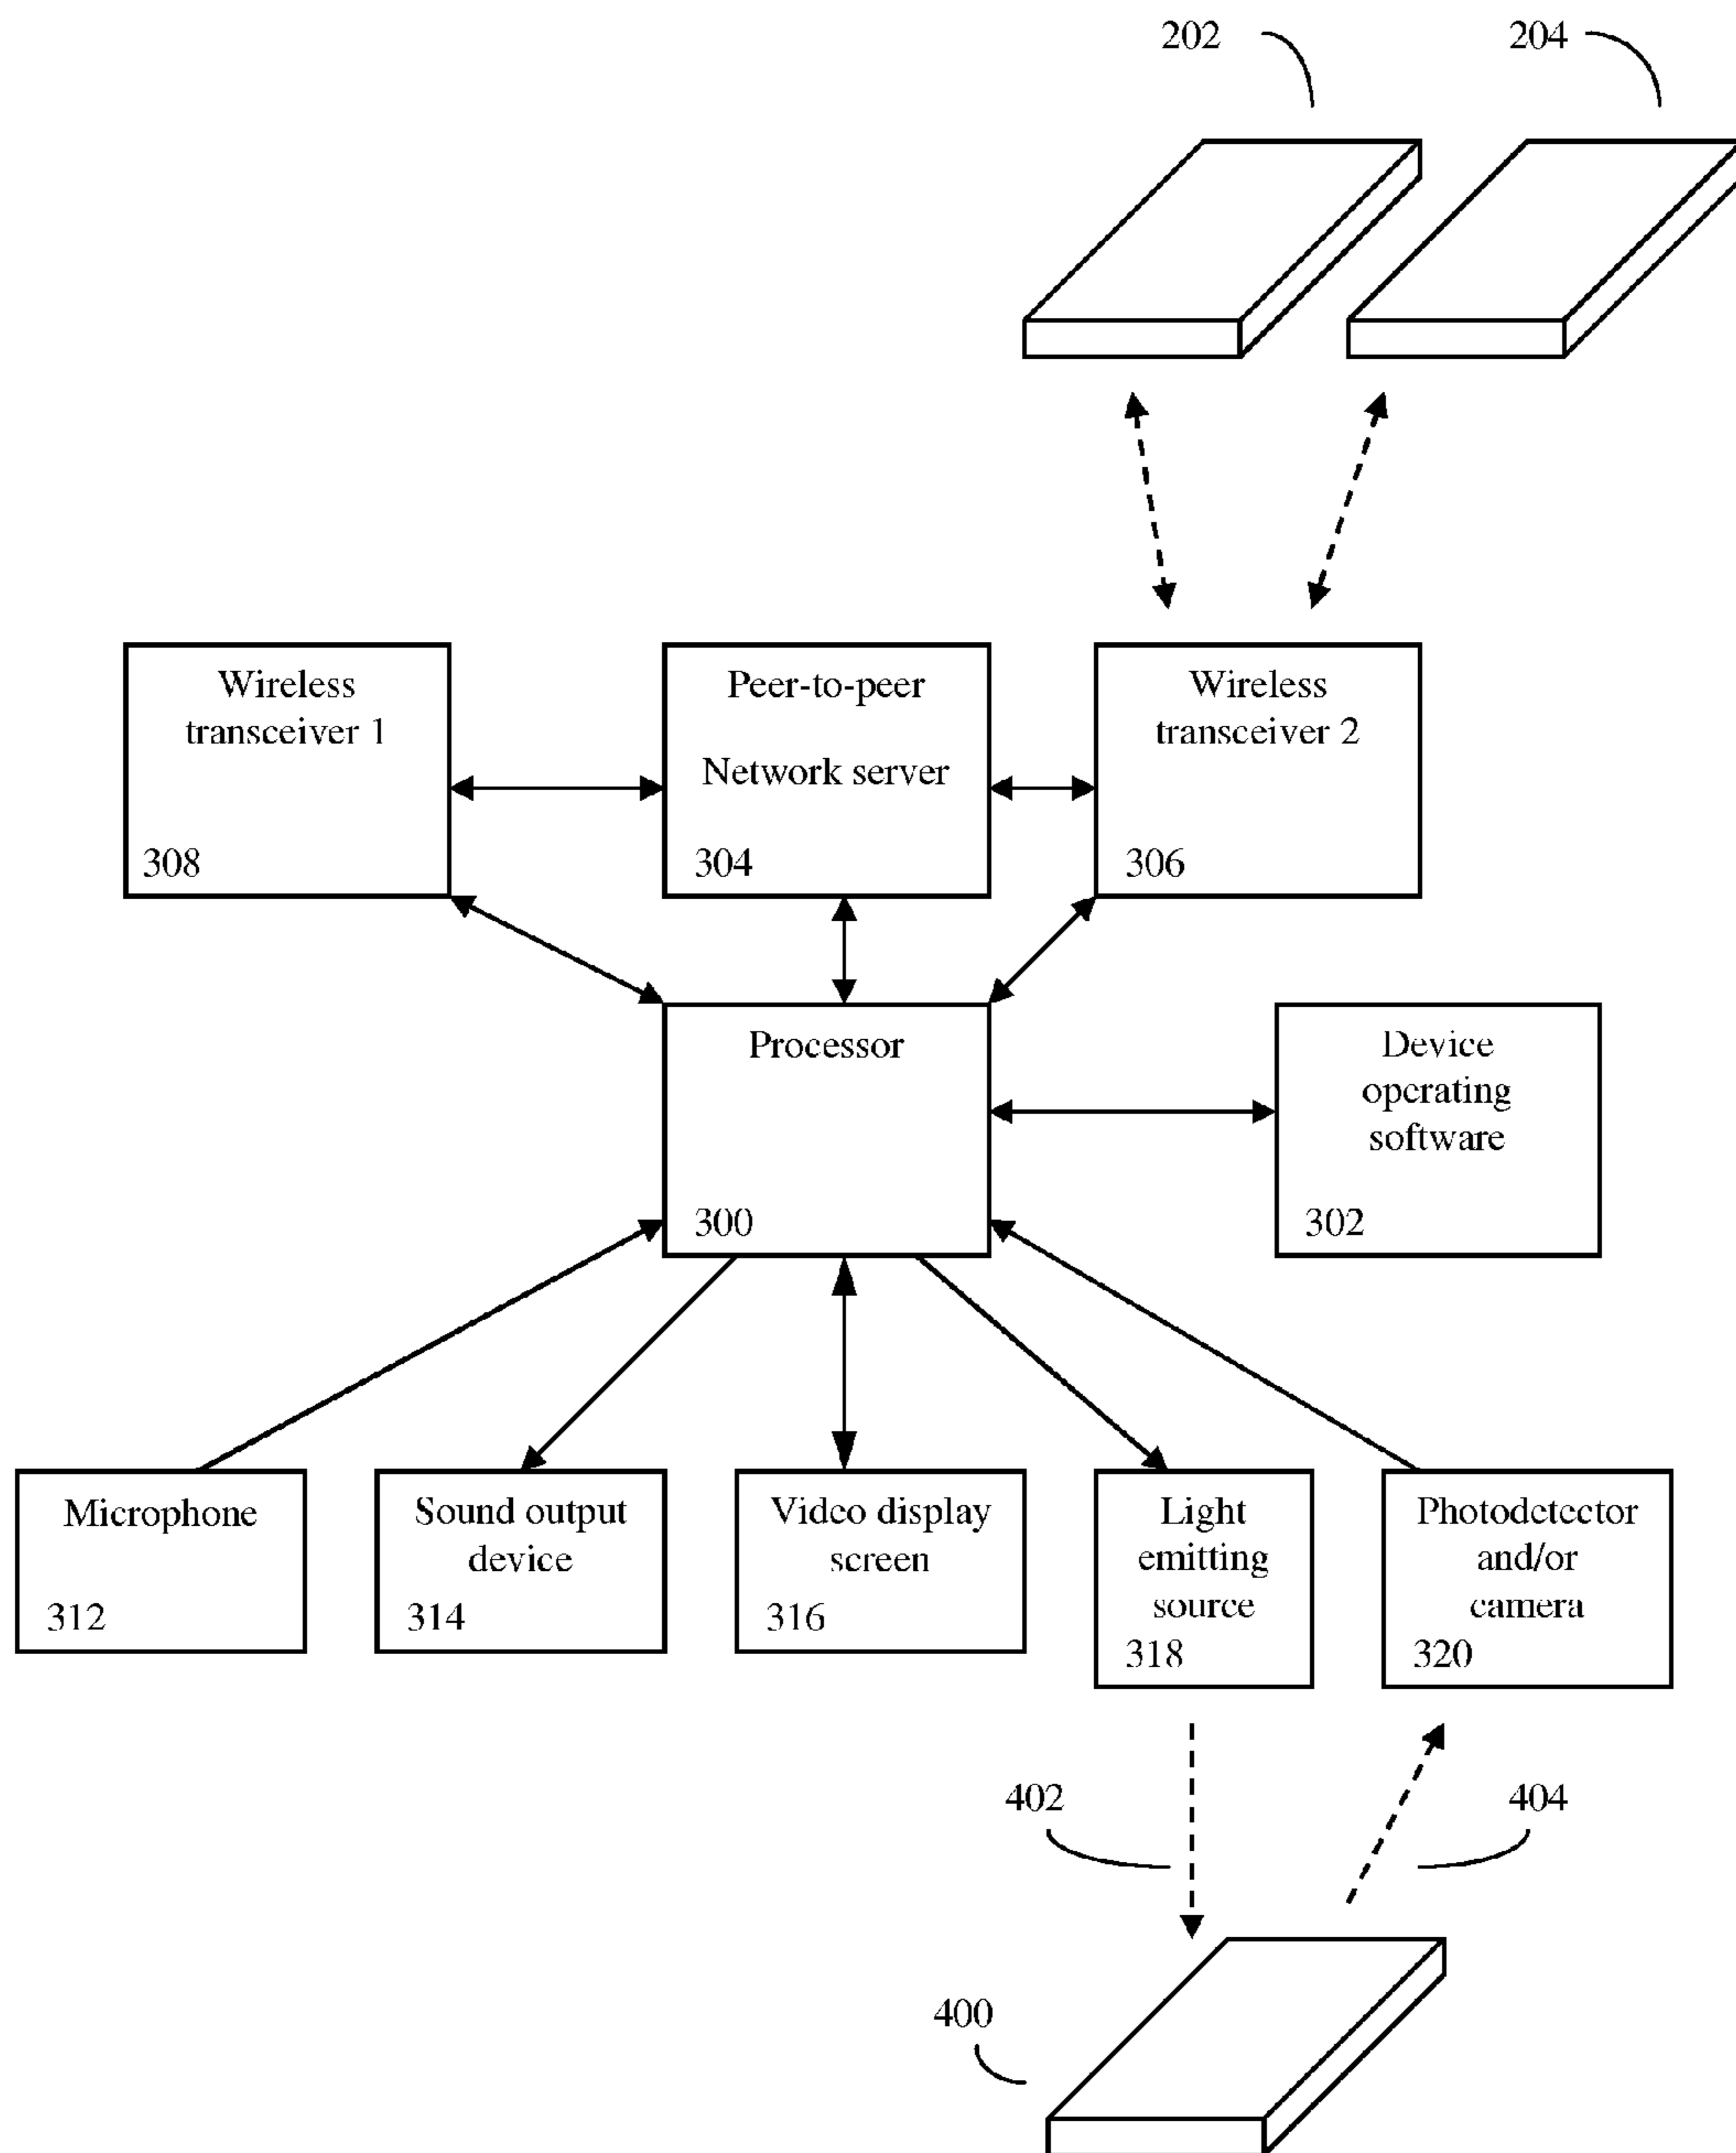 202
204
Wireless
transceiver 1
308
Peer-to-peer
Network server
304
Wireless
transceiver 2
306
Processor
300
Device
operating
software
302
Microphone
312
Sound output
device
314
Video display
screen
316
Light
emitting
source
318
Photodetector
and/or
camera
320
402
404
400